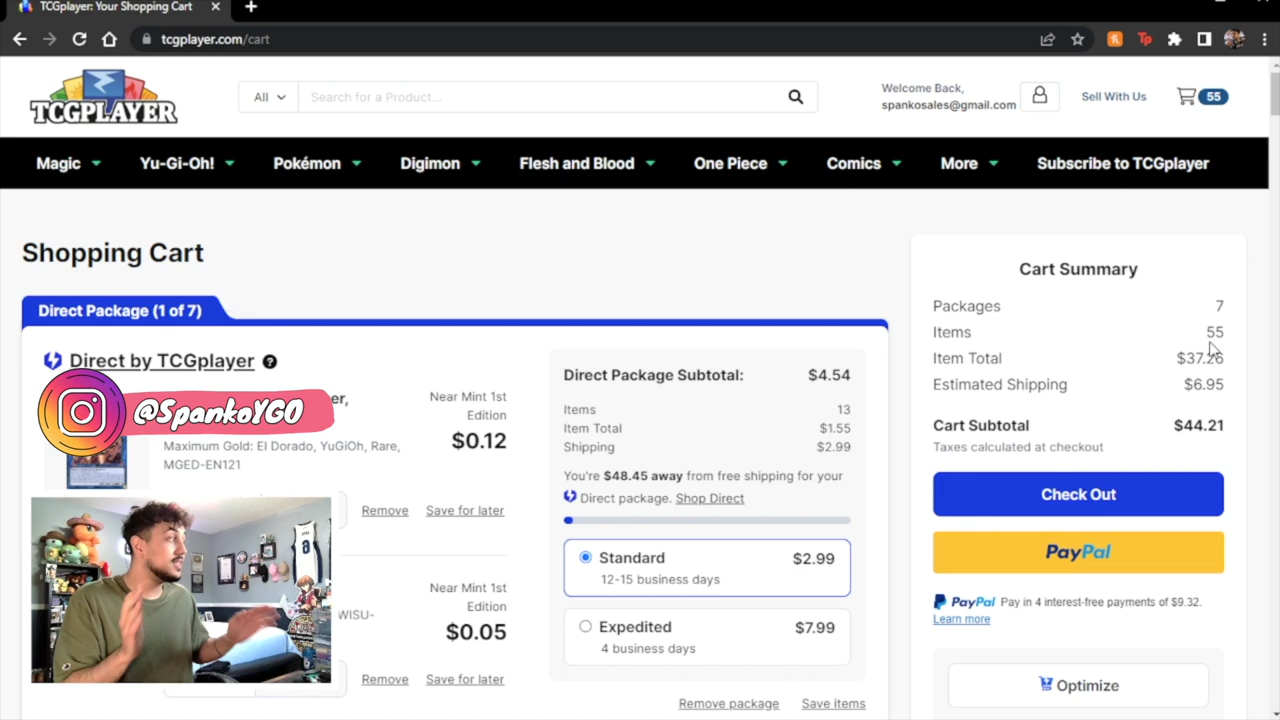 TCGplayer: Your Shopping Cart
tcgplayer.com/cart
TCGPLAYER
All
Search for a Product...
Welcome Back,
spankosales@gmail.com
Sell With Us
55
Magic Yu-Gi-Oh! Pokémon Digimon Flesh and Blood One Piece Comics More Subscribe to TCGplayer
Shopping Cart
Direct Package (1 of 7)
Direct by TCGplayer ?
er,
@SpankoYGO
Maximum Gold: El Dorado, YuGiOh, Rare,
MGED-EN121
Near Mint 1st
Edition
$0.12
Remove Save for later
WISU-
Near Mint 1st
Edition
$0.05
Remove Save for later
Direct Package Subtotal: $4.54
Items 13
Item Total $1.55
Shipping $2.99
You're $48.45 away from free shipping for your
Direct package. Shop Direct
Standard $2.99
12-15 business days
Expedited $7.99
4 business days
Remove package Save items
Cart Summary
Packages 7
Items 55
Item Total $37.26
Estimated Shipping $6.95
Cart Subtotal $44.21
Taxes calculated at checkout
Check Out
PayPal
PayPal Pay in 4 interest-free payments of $9.32.
Learn more
Optimize